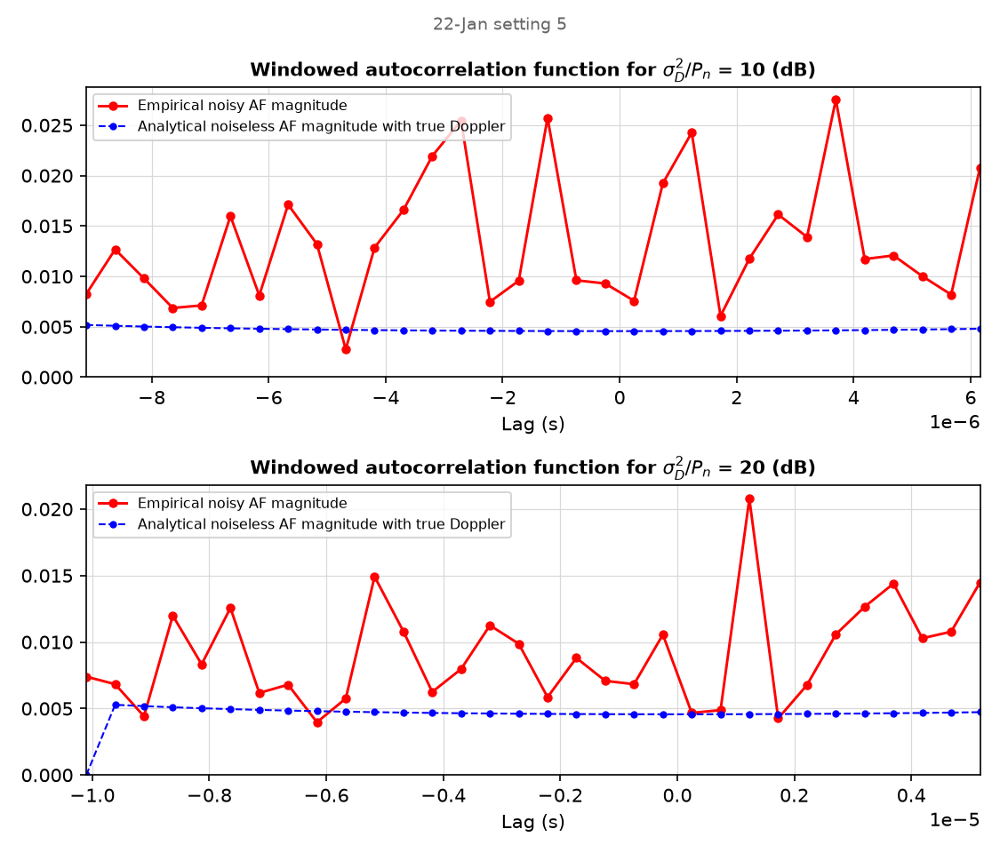 22-Jan setting 5
Windowed autocorrelation function for $\sigma_D^2/P_n$ = 10 (dB)
Empirical noisy AF magnitude
Analytical noiseless AF magnitude with true Doppler
0.025
0.020
0.015
0.010
0.005
0.000
−8 −6 −4 −2 0 2 4 6
1e−6
Lag (s)
Windowed autocorrelation function for $\sigma_D^2/P_n$ = 20 (dB)
Empirical noisy AF magnitude
Analytical noiseless AF magnitude with true Doppler
0.020
0.015
0.010
0.005
0.000
−1.0 −0.8 −0.6 −0.4 −0.2 0.0 0.2 0.4
1e−5
Lag (s)